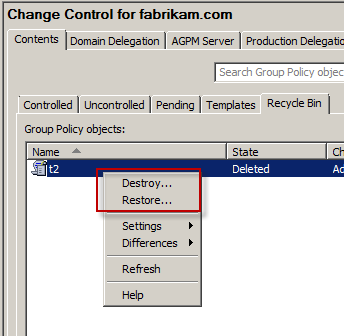 Change Control for fabrikam.com
Contents Domain Delegation AGPM Server Production Delegatio
Search Group Policy objec
Controlled Uncontrolled Pending Templates Recycle Bin
Group Policy objects:
Name State Ch
t2 Deleted Ad
Destroy...
Restore...
Settings
Differences
Refresh
Help